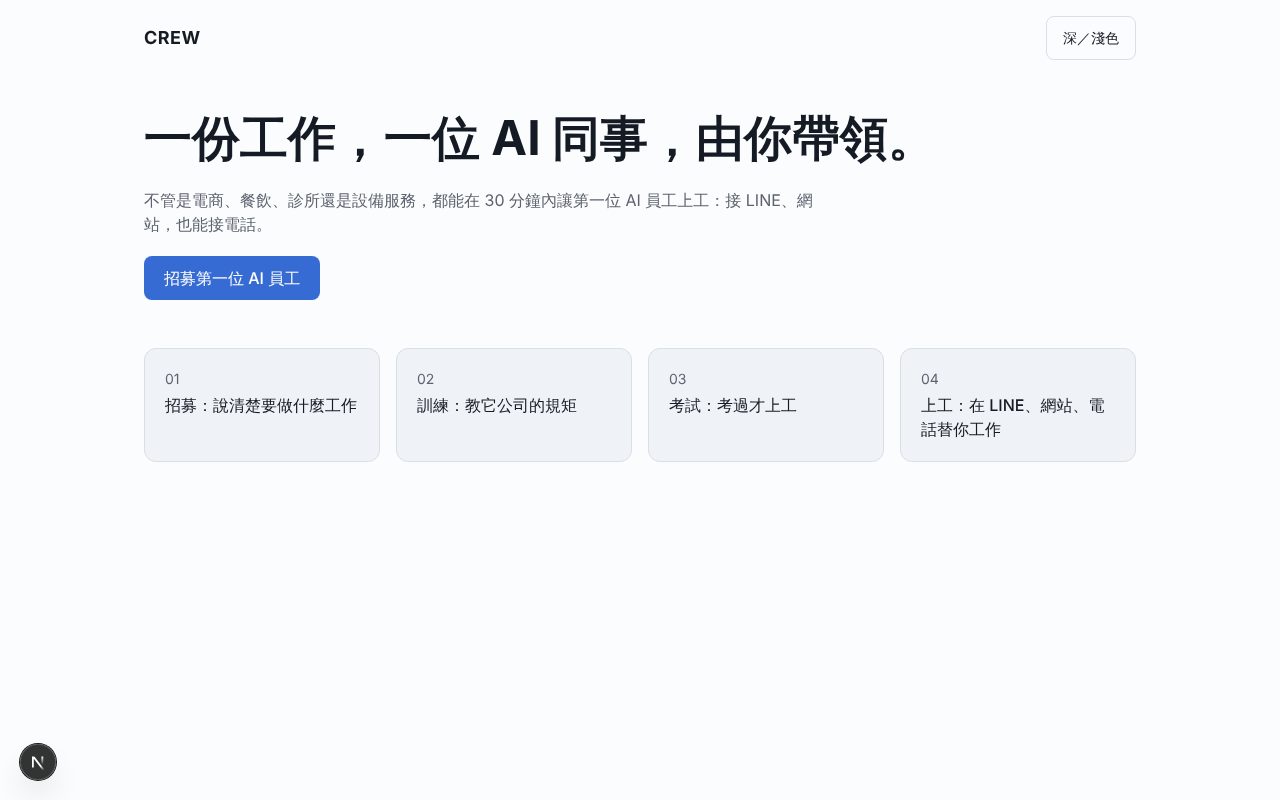 CREW
深／淺色
一份工作，一位 AI 同事，由你帶領。
不管是電商、餐飲、診所還是設備服務，都能在 30 分鐘內讓第一位 AI 員工上工：接 LINE、網
站，也能接電話。
招募第一位 AI 員工
01
招募：說清楚要做什麼工作
02
訓練：教它公司的規矩
03
考試：考過才上工
04
上工：在 LINE、網站、電
話替你工作
N